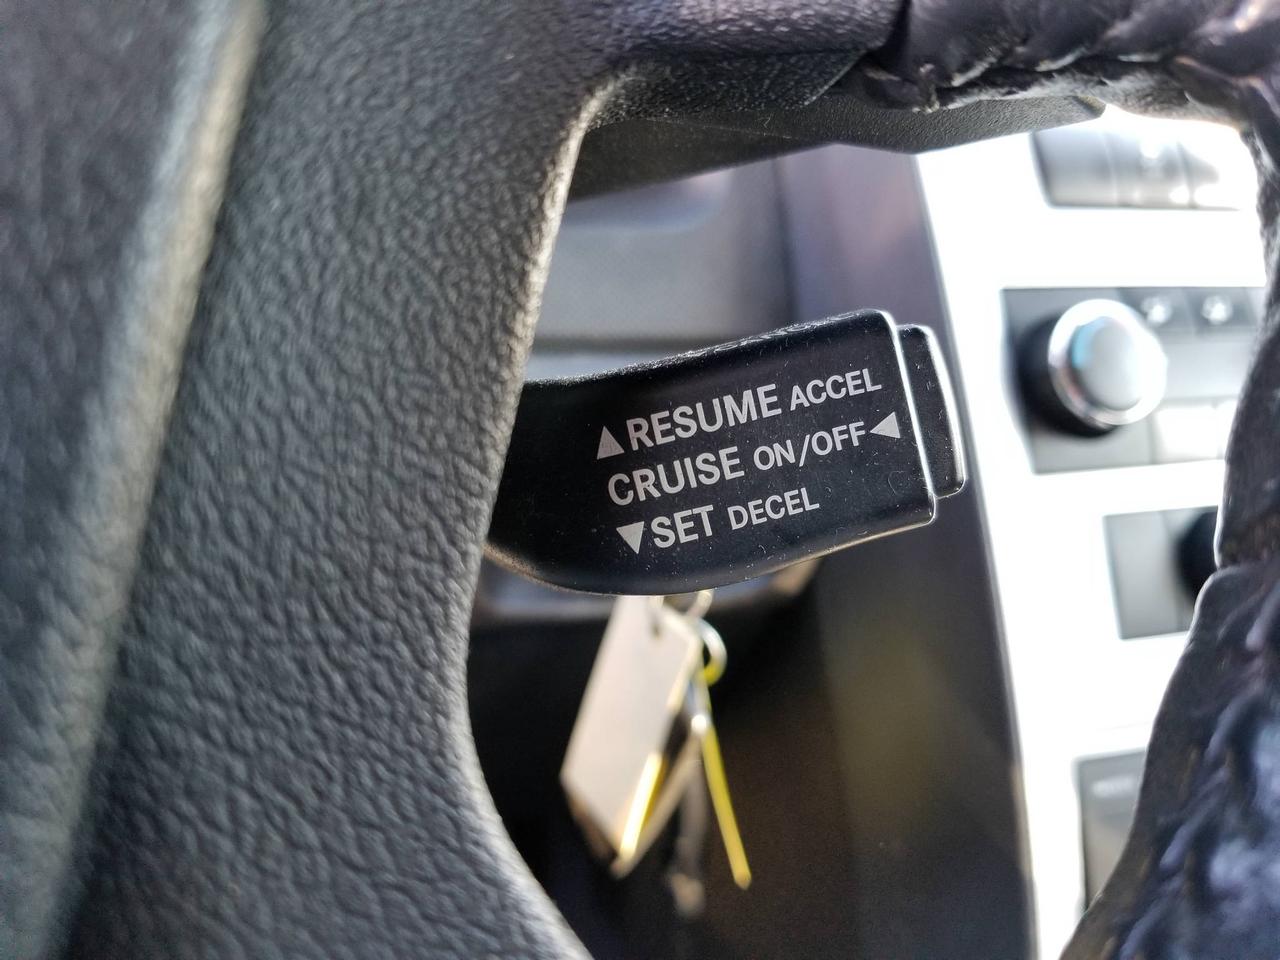 ▲RESUME ACCEL
CRUISE ON/OFF◀
▼SET DECEL